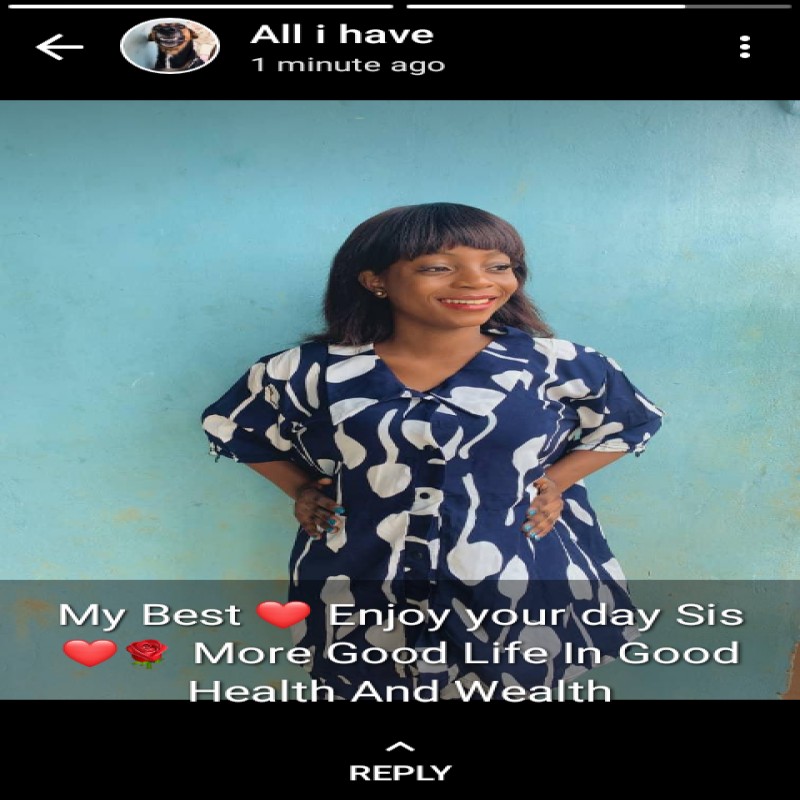 All i have
1 minute ago
My Best ❤️ Enjoy your day Sis
❤️🌹 More Good Life In Good
Health And Wealth
REPLY